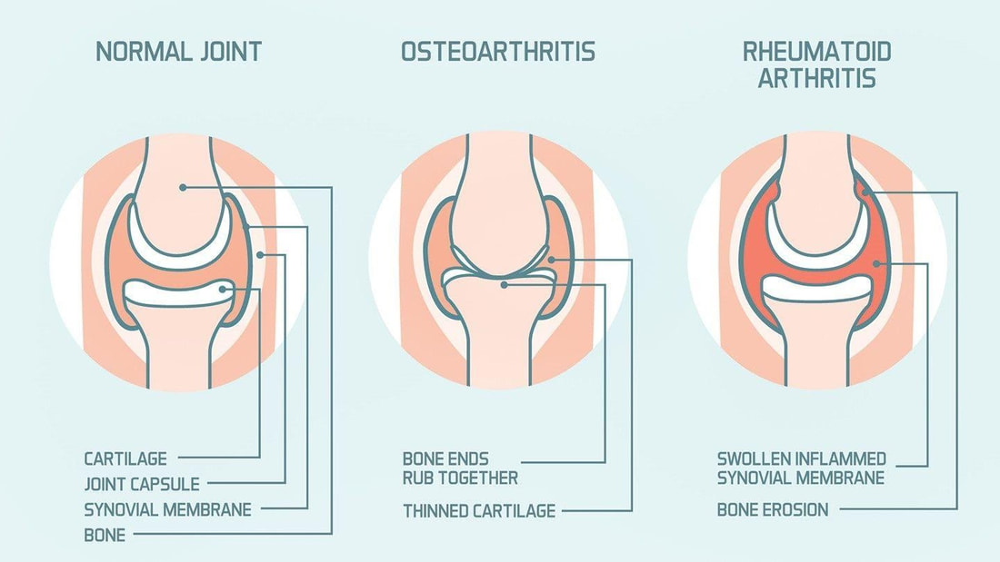 NORMAL JOINT
OSTEOARTHRITIS
RHEUMATOID
ARTHRITIS
CARTILAGE
JOINT CAPSULE
SYNOVIAL MEMBRANE
BONE
BONE ENDS
RUB TOGETHER
THINNED CARTILAGE
SWOLLEN INFLAMMED
SYNOVIAL MEMBRANE
BONE EROSION